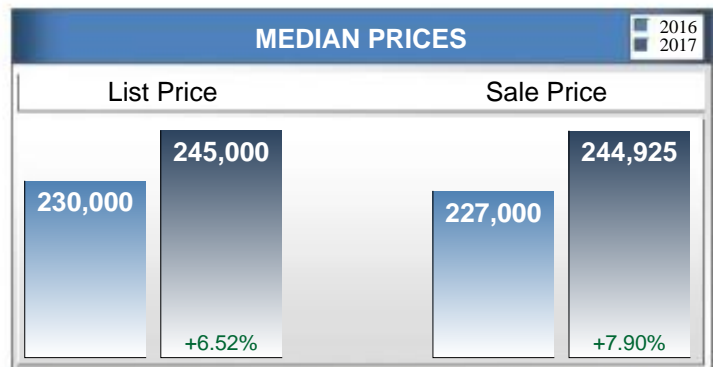 MEDIAN PRICES
2016
2017
List Price
Sale Price
230,000
245,000
+6.52%
227,000
244,925
+7.90%